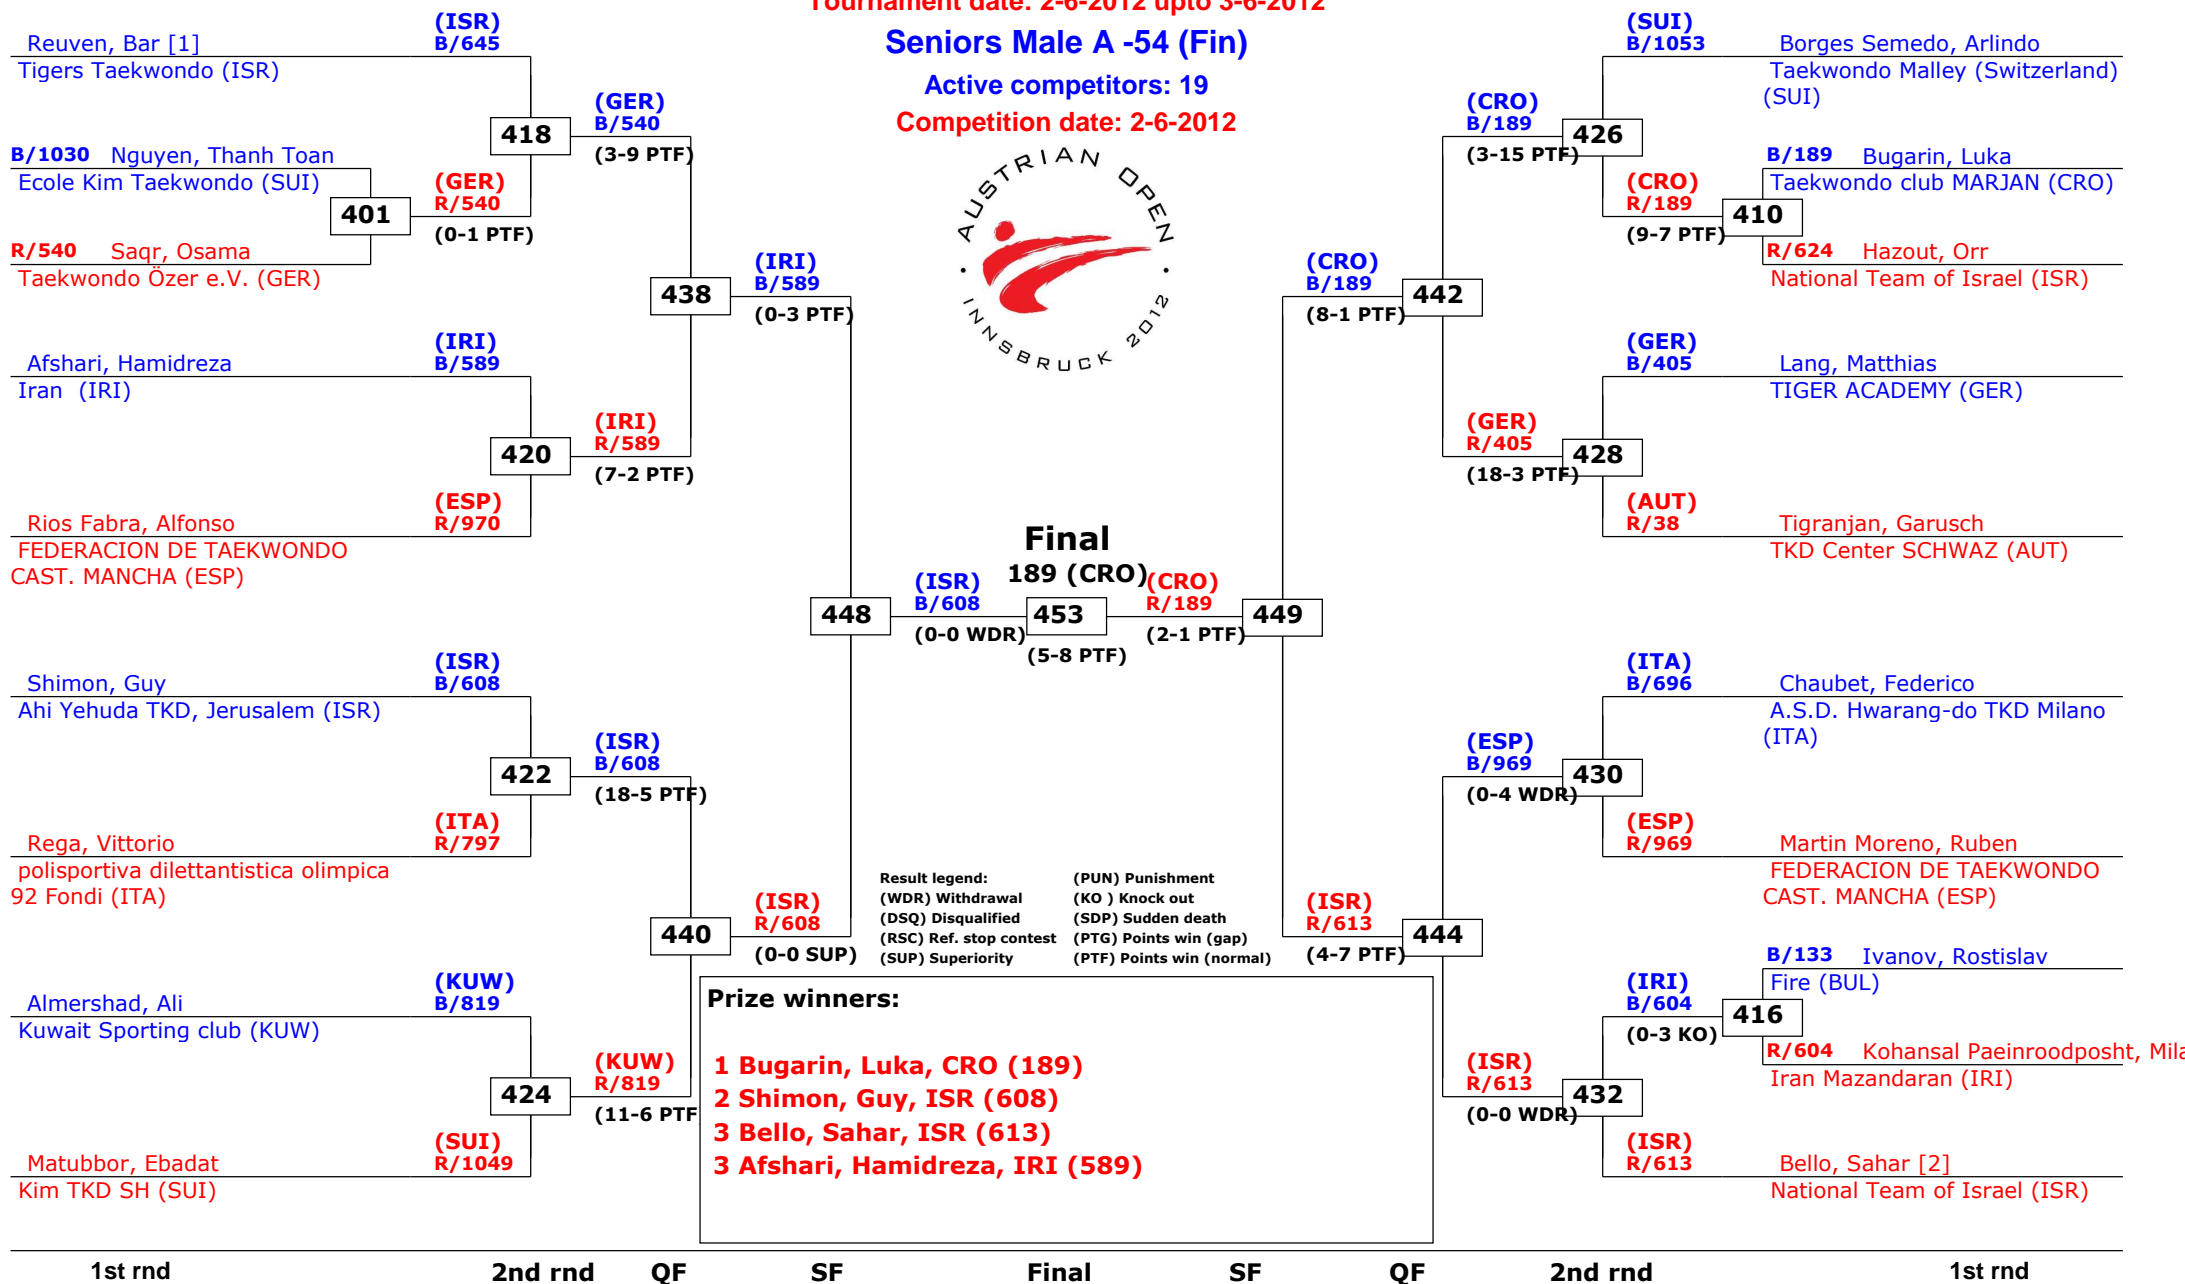 Tournament date: 2-6-2012 upto 3-6-2012
Seniors Male A -54 (Fin)
Active competitors: 19
Competition date: 2-6-2012
AUSTRIAN OPEN
· INNSBRUCK 2012 ·
Reuven, Bar [1]
Tigers Taekwondo (ISR)
(ISR)
B/645
B/1030 Nguyen, Thanh Toan
Ecole Kim Taekwondo (SUI)
401
R/540 Saqr, Osama
Taekwondo Özer e.V. (GER)
(GER)
R/540
(0-1 PTF)
418
(GER)
B/540
(3-9 PTF)
Afshari, Hamidreza
Iran (IRI)
(IRI)
B/589
420
Rios Fabra, Alfonso
FEDERACION DE TAEKWONDO
CAST. MANCHA (ESP)
(ESP)
R/970
(IRI)
R/589
(7-2 PTF)
438
(IRI)
B/589
(0-3 PTF)
Shimon, Guy
Ahi Yehuda TKD, Jerusalem (ISR)
(ISR)
B/608
422
Rega, Vittorio
polisportiva dilettantistica olimpica
92 Fondi (ITA)
(ITA)
R/797
(ISR)
B/608
(18-5 PTF)
Almershad, Ali
Kuwait Sporting club (KUW)
(KUW)
B/819
424
Matubbor, Ebadat
Kim TKD SH (SUI)
(SUI)
R/1049
(KUW)
R/819
(11-6 PTF
440
(ISR)
R/608
(0-0 SUP)
448
(ISR)
B/608
(0-0 WDR)
Final
189 (CRO)
453
(5-8 PTF)
(CRO)
R/189
(2-1 PTF)
449
(CRO)
B/189
(8-1 PTF)
442
(CRO)
B/189
(3-15 PTF)
426
(SUI)
B/1053
Borges Semedo, Arlindo
Taekwondo Malley (Switzerland)
(SUI)
(CRO)
R/189
(9-7 PTF)
410
B/189 Bugarin, Luka
Taekwondo club MARJAN (CRO)
R/624 Hazout, Orr
National Team of Israel (ISR)
(GER)
R/405
(18-3 PTF)
428
(GER)
B/405
Lang, Matthias
TIGER ACADEMY (GER)
(AUT)
R/38
Tigranjan, Garusch
TKD Center SCHWAZ (AUT)
(ISR)
R/613
(4-7 PTF)
444
(ESP)
B/969
(0-4 WDR)
430
(ITA)
B/696
Chaubet, Federico
A.S.D. Hwarang-do TKD Milano
(ITA)
(ESP)
R/969
Martin Moreno, Ruben
FEDERACION DE TAEKWONDO
CAST. MANCHA (ESP)
(ISR)
R/613
(0-0 WDR)
432
(IRI)
B/604
(0-3 KO)
416
B/133 Ivanov, Rostislav
Fire (BUL)
R/604 Kohansal Paeinroodposht, Mila
Iran Mazandaran (IRI)
(ISR)
R/613
Bello, Sahar [2]
National Team of Israel (ISR)
Result legend: (PUN) Punishment
(WDR) Withdrawal (KO ) Knock out
(DSQ) Disqualified (SDP) Sudden death
(RSC) Ref. stop contest (PTG) Points win (gap)
(SUP) Superiority (PTF) Points win (normal)
Prize winners:
1 Bugarin, Luka, CRO (189)
2 Shimon, Guy, ISR (608)
3 Bello, Sahar, ISR (613)
3 Afshari, Hamidreza, IRI (589)
1st rnd 2nd rnd QF SF Final SF QF 2nd rnd 1st rnd